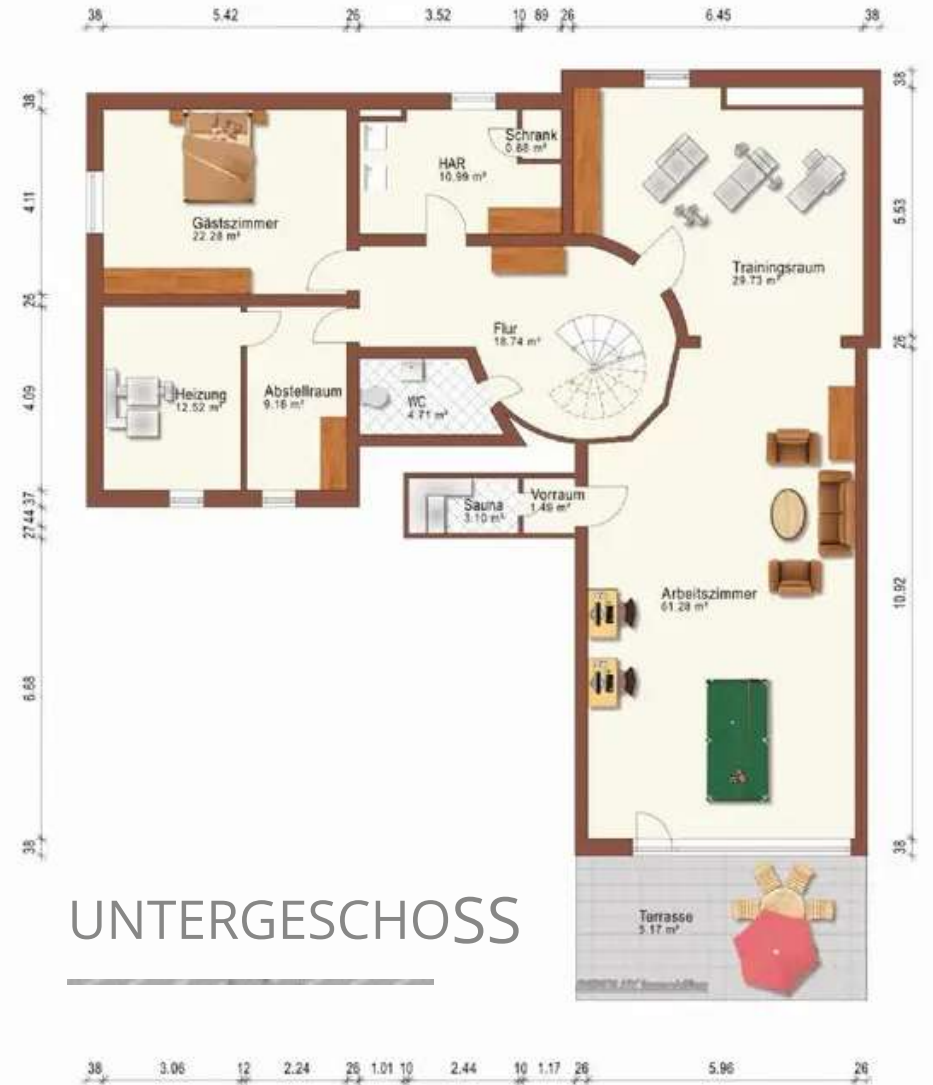 38 5.42 26 3.52 10 89 26 6.45 38
38
4.11
26
4.09
37
44
27
6.68
38
38
5.53
26
10.92
38
Schrank
0.68 m²
HAR
10.99 m²
Gästszimmer
22.28 m²
Trainingsraum
29.73 m²
Flur
18.74 m²
Heizung
12.52 m²
Abstellraum
9.16 m²
WC
4.71 m²
Sauna
3.10 m²
Vorraum
1.49 m²
Arbeitszimmer
61.28 m²
UNTERGESCHOSS
Terrasse
5.17 m²
38 3.06 12 2.24 26 1.01 10 2.44 10 1.17 26 5.96 26